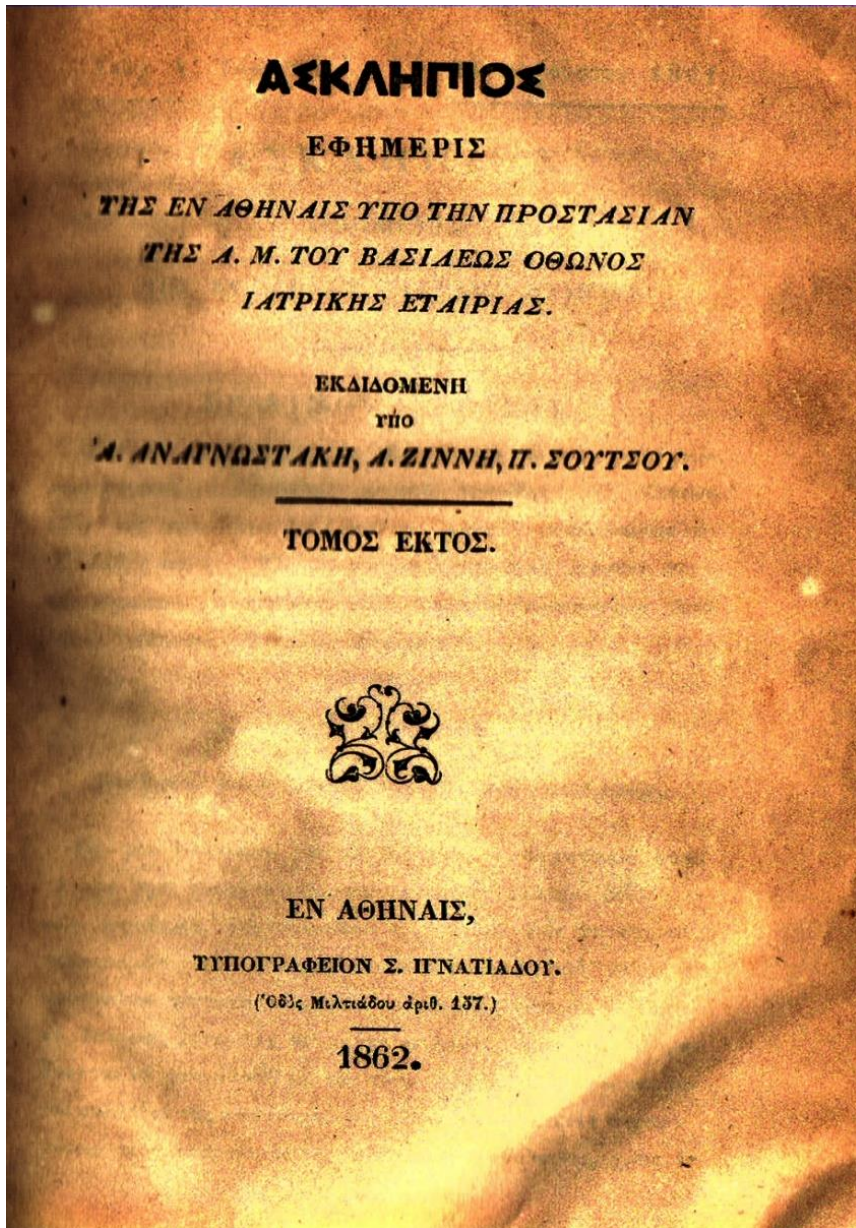 ΑΣΚΛΗΠΙΟΣ
ΕΦΗΜΕΡΙΣ
ΤΗΣ ΕΝ ΑΘΗΝΑΙΣ ΥΠΟ ΤΗΝ ΠΡΟΣΤΑΣΙΑΝ
ΤΗΣ Α. Μ. ΤΟΥ ΒΑΣΙΛΕΩΣ ΟΘΩΝΟΣ
ΙΑΤΡΙΚΗΣ ΕΤΑΙΡΙΑΣ.
ΕΚΔΙΔΟΜΕΝΗ
ΥΠΟ
Ἀ. ΑΝΑΓΝΩΣΤΑΚΗ, Α. ΖΙΝΝΗ, Π. ΣΟΥΤΣΟΥ.
ΤΟΜΟΣ ΕΚΤΟΣ.
ΕΝ ΑΘΗΝΑΙΣ,
ΤΥΠΟΓΡΑΦΕΙΟΝ Σ. ΙΓΝΑΤΙΑΔΟΥ.
(Ὁδὸς Μιλτιάδου ἀριθ. 137.)
1862.